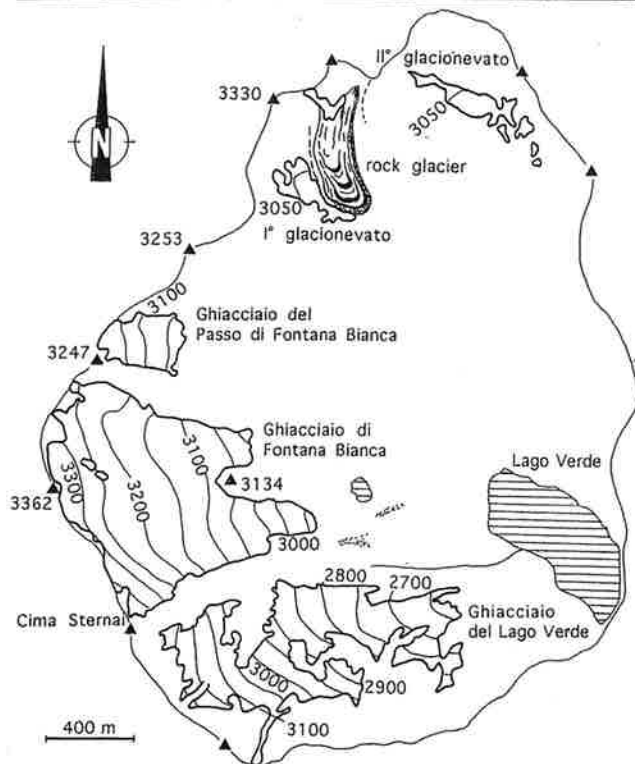 II° glacionevato
3330
3050
N
rock glacier
3050
I° glacionevato
3253
3100
Ghiacciaio del
Passo di Fontana Bianca
3247
Ghiacciaio di
Fontana Bianca
3100
3300
3134
Lago Verde
3362
3200
3000
2800
2700
Cima Sternai
Ghiacciaio
del Lago Verde
3000
2900
3100
400 m